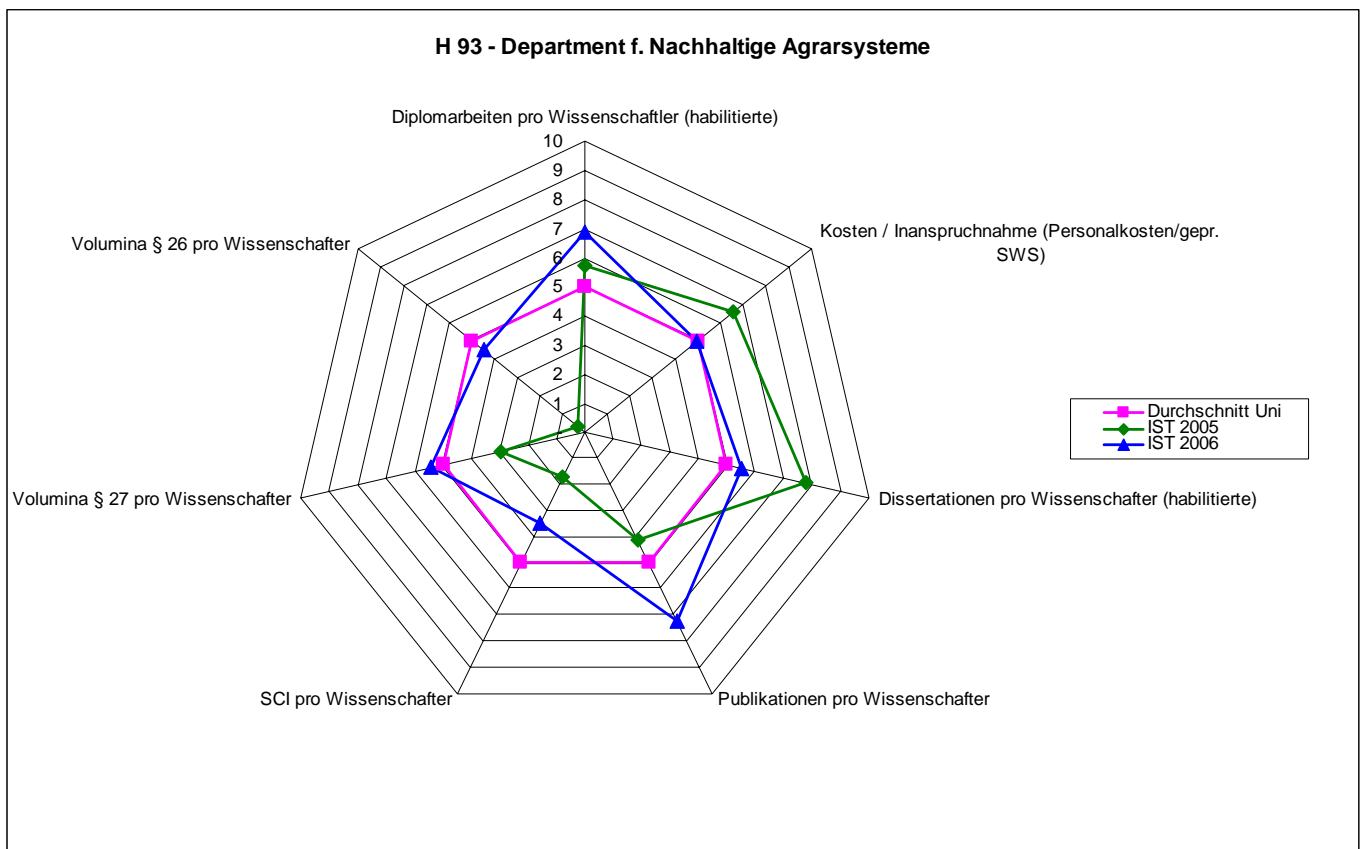 H 93 - Department f. Nachhaltige Agrarsysteme
Diplomarbeiten pro Wissenschaftler (habilitierte)
10
9
8
7
6
5
4
3
2
1
Kosten / Inanspruchnahme (Personalkosten/gepr.
SWS)
Volumina § 26 pro Wissenschafter
Durchschnitt Uni
IST 2005
IST 2006
Volumina § 27 pro Wissenschafter
Dissertationen pro Wissenschafter (habilitierte)
SCI pro Wissenschafter
Publikationen pro Wissenschafter